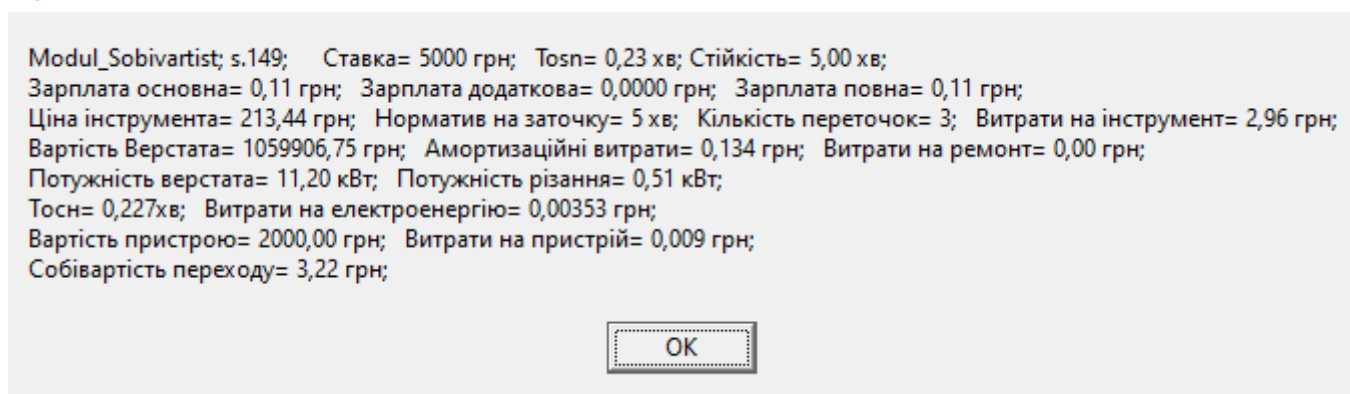 Modul_Sobivartist; s.149; Ставка= 5000 грн; Tosn= 0,23 хв; Стійкість= 5,00 хв;
Зарплата основна= 0,11 грн; Зарплата додаткова= 0,0000 грн; Зарплата повна= 0,11 грн;
Ціна інструмента= 213,44 грн; Норматив на заточку= 5 хв; Кількість переточок= 3; Витрати на інструмент= 2,96 грн;
Вартість Верстата= 1059906,75 грн; Амортизаційні витрати= 0,134 грн; Витрати на ремонт= 0,00 грн;
Потужність верстата= 11,20 кВт; Потужність різання= 0,51 кВт;
Тосн= 0,227хв; Витрати на електроенергію= 0,00353 грн;
Вартість пристрою= 2000,00 грн; Витрати на пристрій= 0,009 грн;
Собівартість переходу= 3,22 грн;
OK